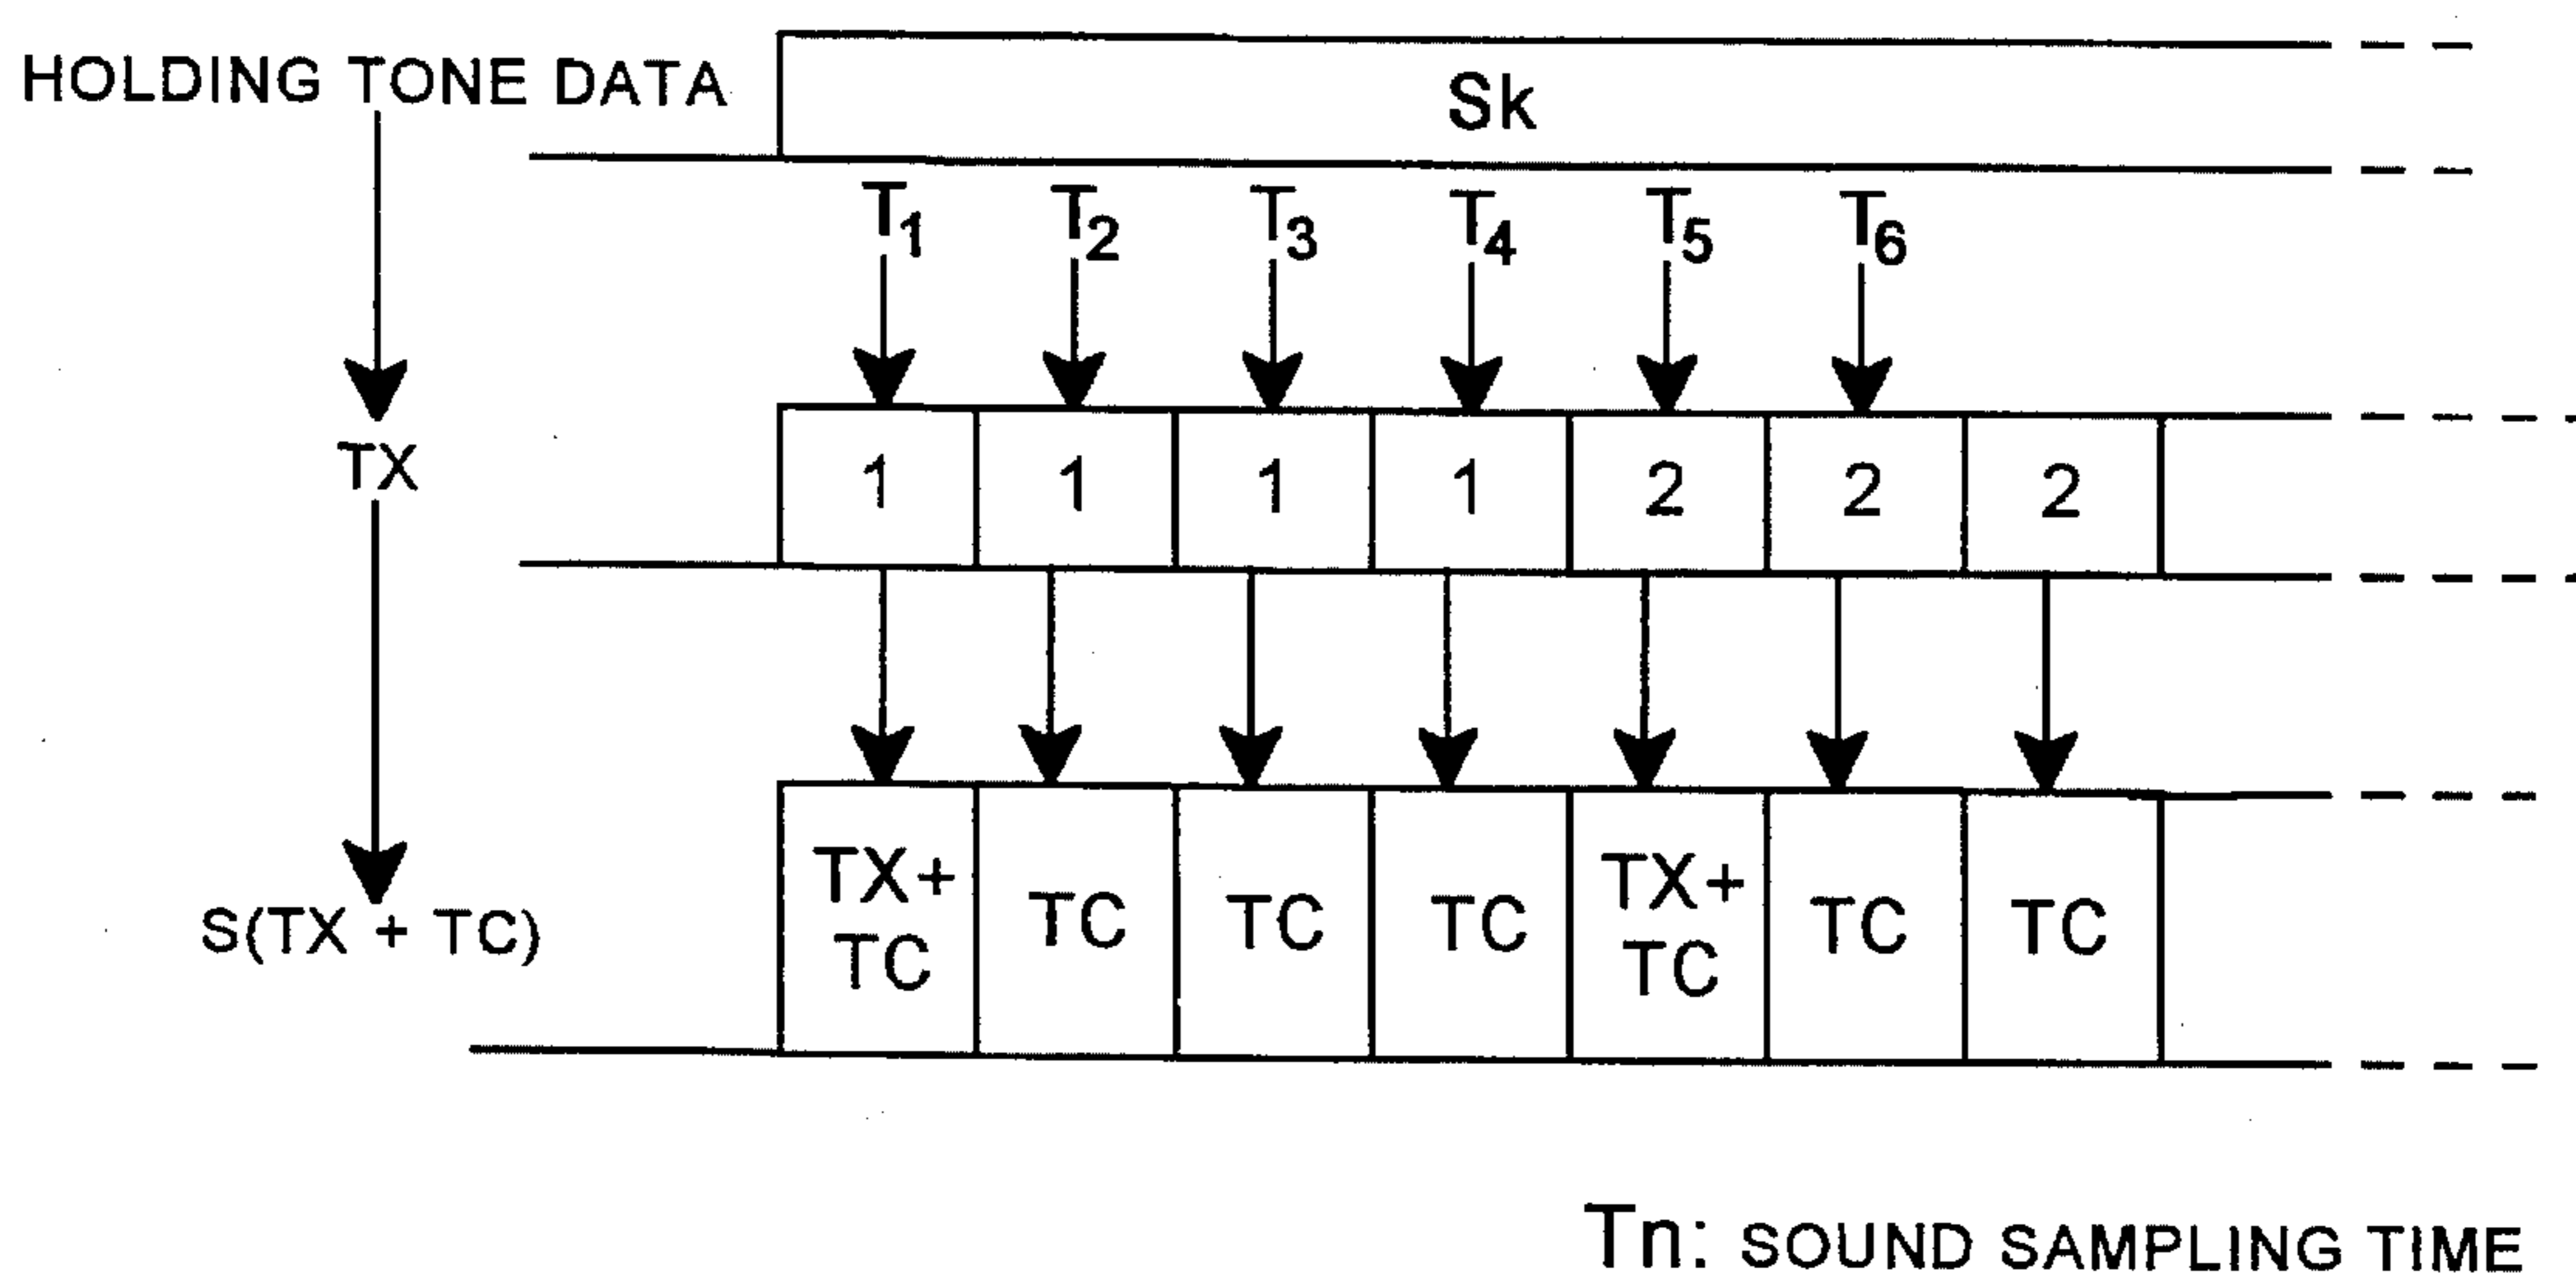 HOLDING TONE DATA
Sk
T1 T2 T3 T4 T5 T6
TX
1 1 1 1 2 2 2
S(TX + TC)
TX+ TC
TC
TC
TC
TX+ TC
TC
TC
Tn: SOUND SAMPLING TIME